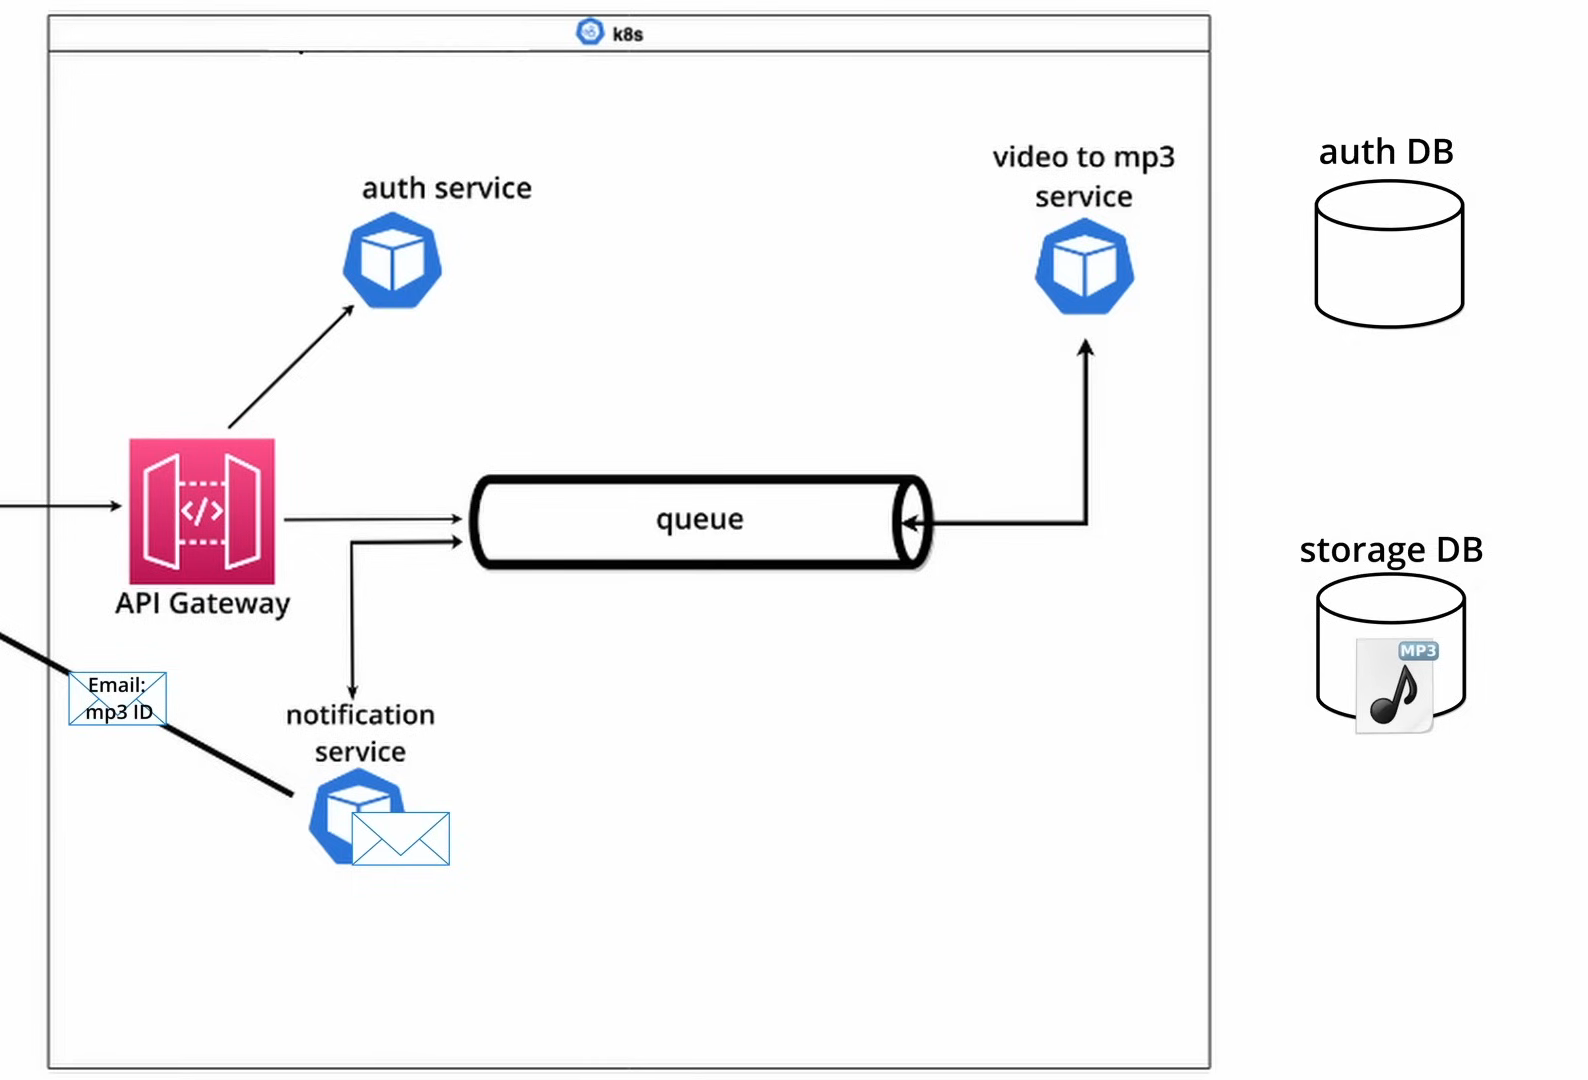 k8s
auth service
video to mp3
service
auth DB
API Gateway
queue
storage DB
MP3
Email:
mp3 ID
notification
service